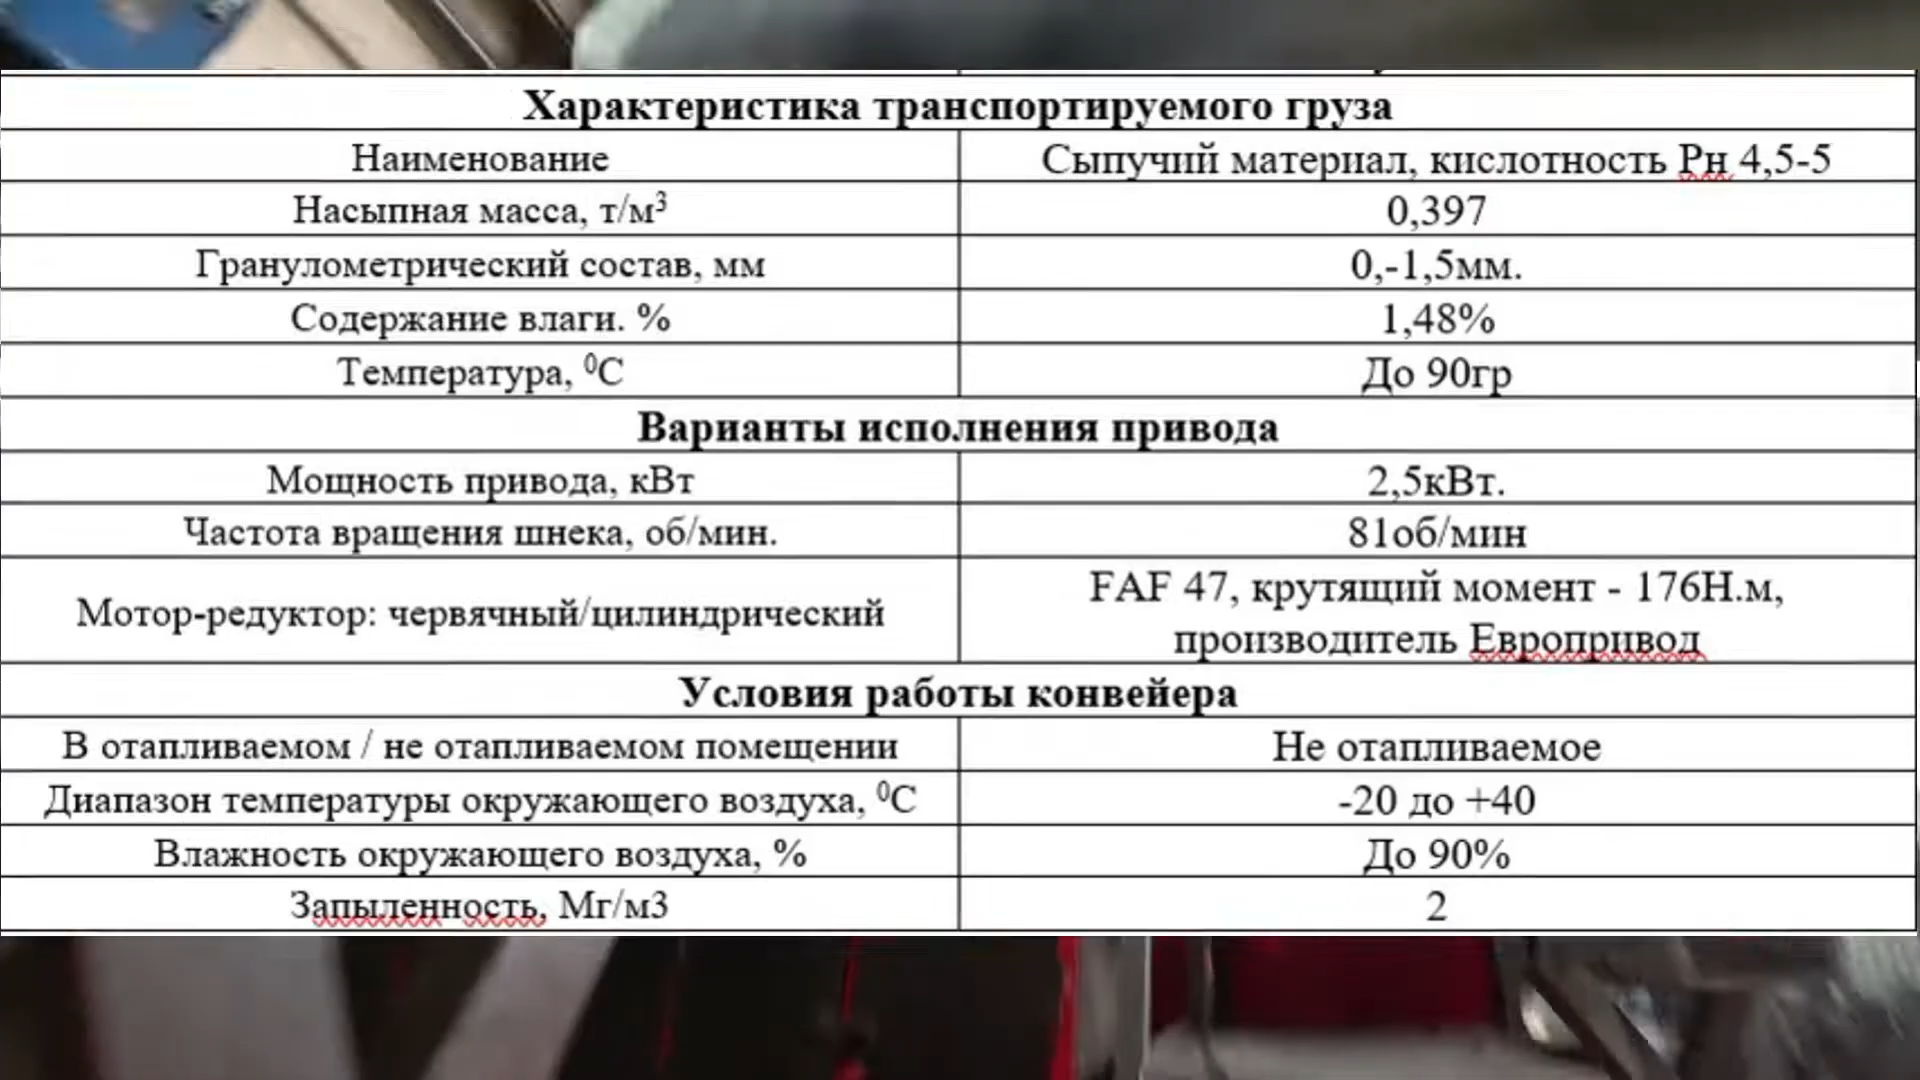 Характеристика транспортируемого груза
Наименование
Сыпучий материал, кислотность Рн 4,5-5
Насыпная масса, т/м³
0,397
Гранулометрический состав, мм
0,-1,5мм.
Содержание влаги. %
1,48%
Температура, ⁰С
До 90гр
Варианты исполнения привода
Мощность привода, кВт
2,5кВт.
Частота вращения шнека, об/мин.
81об/мин
Мотор-редуктор: червячный/цилиндрический
FAF 47, крутящий момент - 176Н.м,
производитель Европривод
Условия работы конвейера
В отапливаемом / не отапливаемом помещении
Не отапливаемое
Диапазон температуры окружающего воздуха, ⁰С
-20 до +40
Влажность окружающего воздуха, %
До 90%
Запыленность, Мг/м3
2